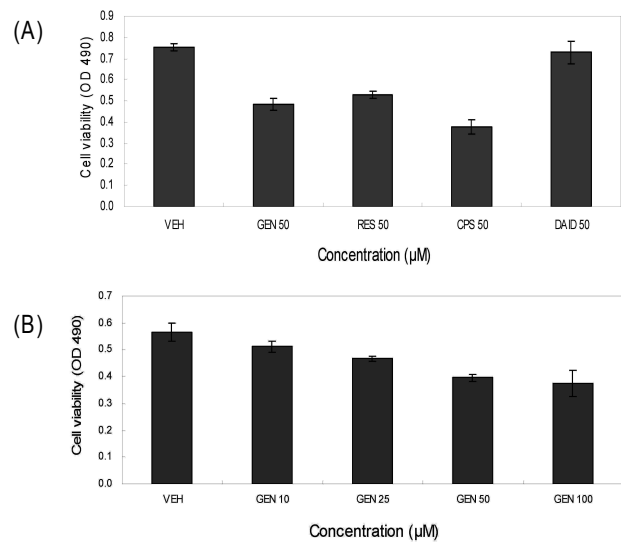 (A)
Cell viability (OD 490)
0.9
0.8
0.7
0.6
0.5
0.4
0.3
0.2
0.1
0.0
VEH GEN 50 RES 50 CPS 50 DAID 50
Concentration (µM)
(B)
Cell viability (OD 490)
0.7
0.6
0.5
0.4
0.3
0.2
0.1
0.0
VEH GEN 10 GEN 25 GEN 50 GEN 100
Concentration (µM)